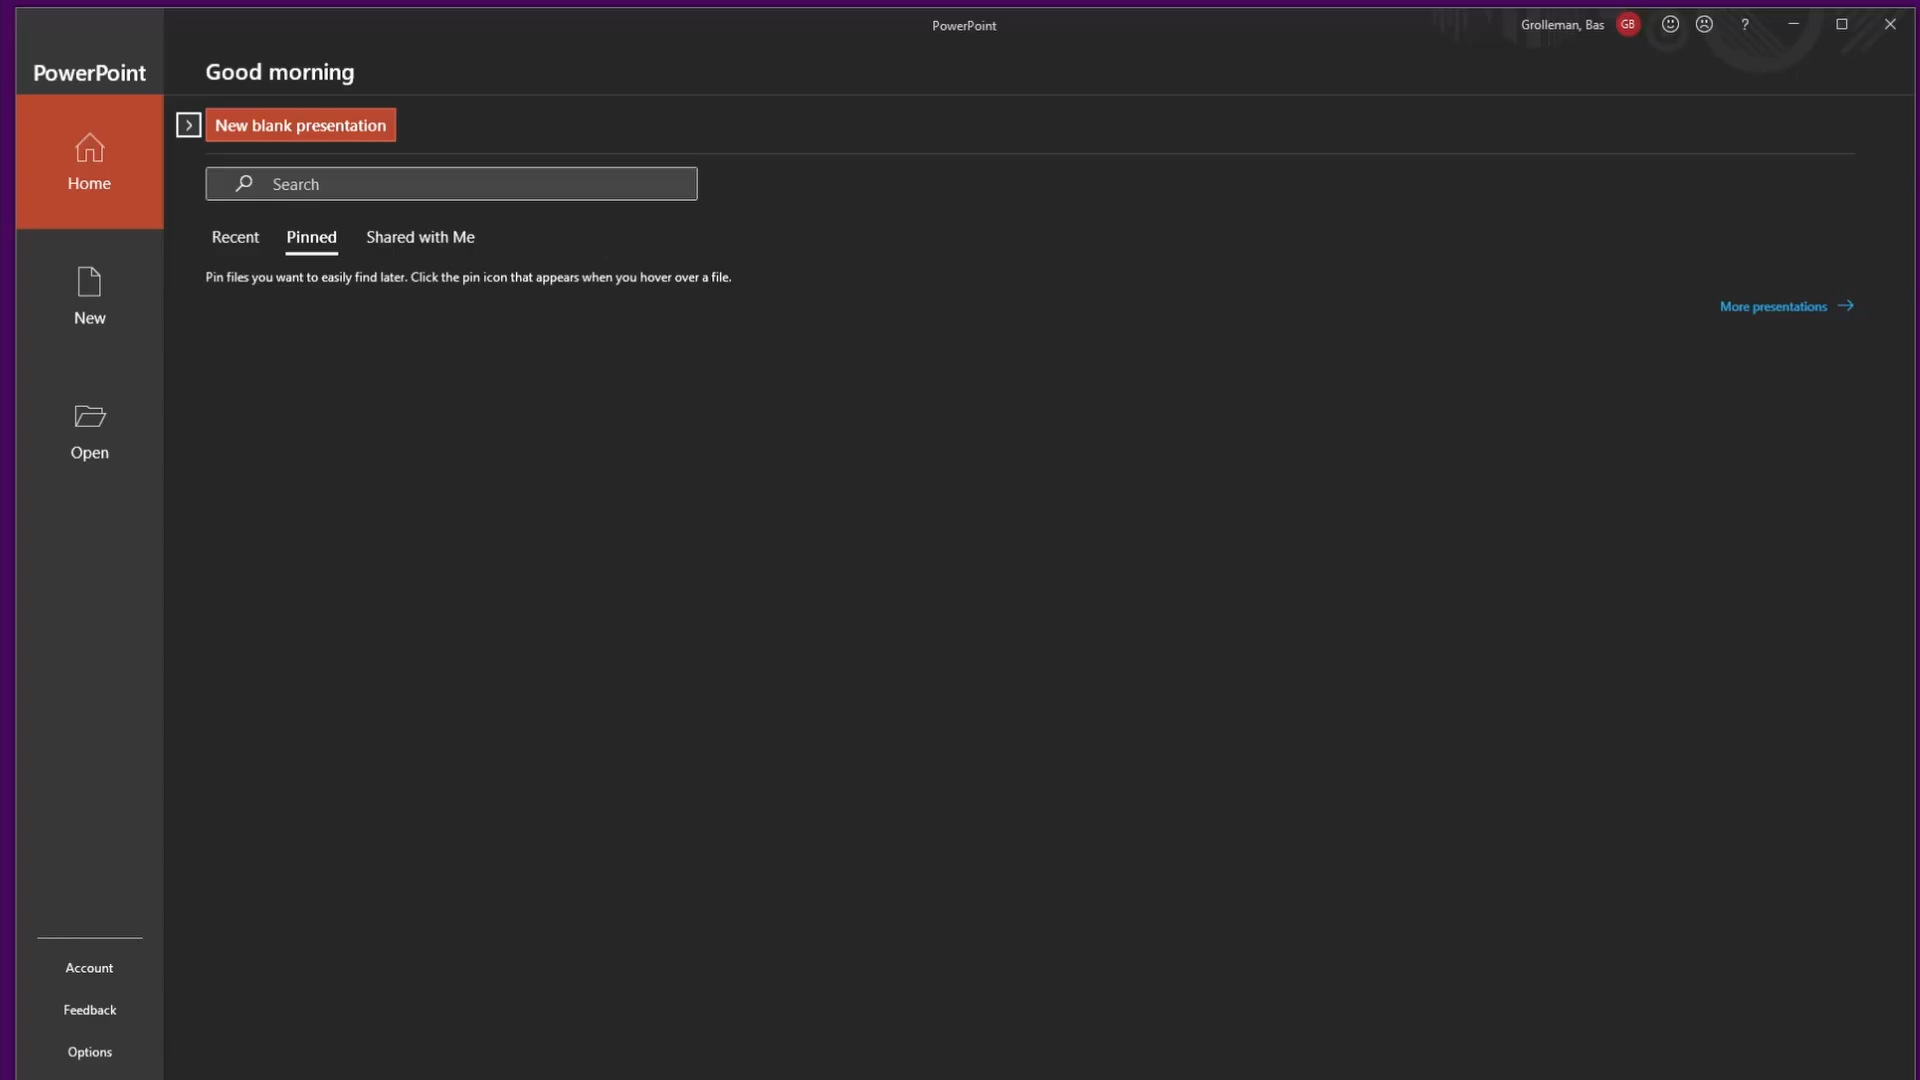 PowerPoint
Grolleman, Bas GB ?
PowerPoint
Good morning
New blank presentation
Home
Search
Recent Pinned Shared with Me
Pin files you want to easily find later. Click the pin icon that appears when you hover over a file.
More presentations
New
Open
Account
Feedback
Options